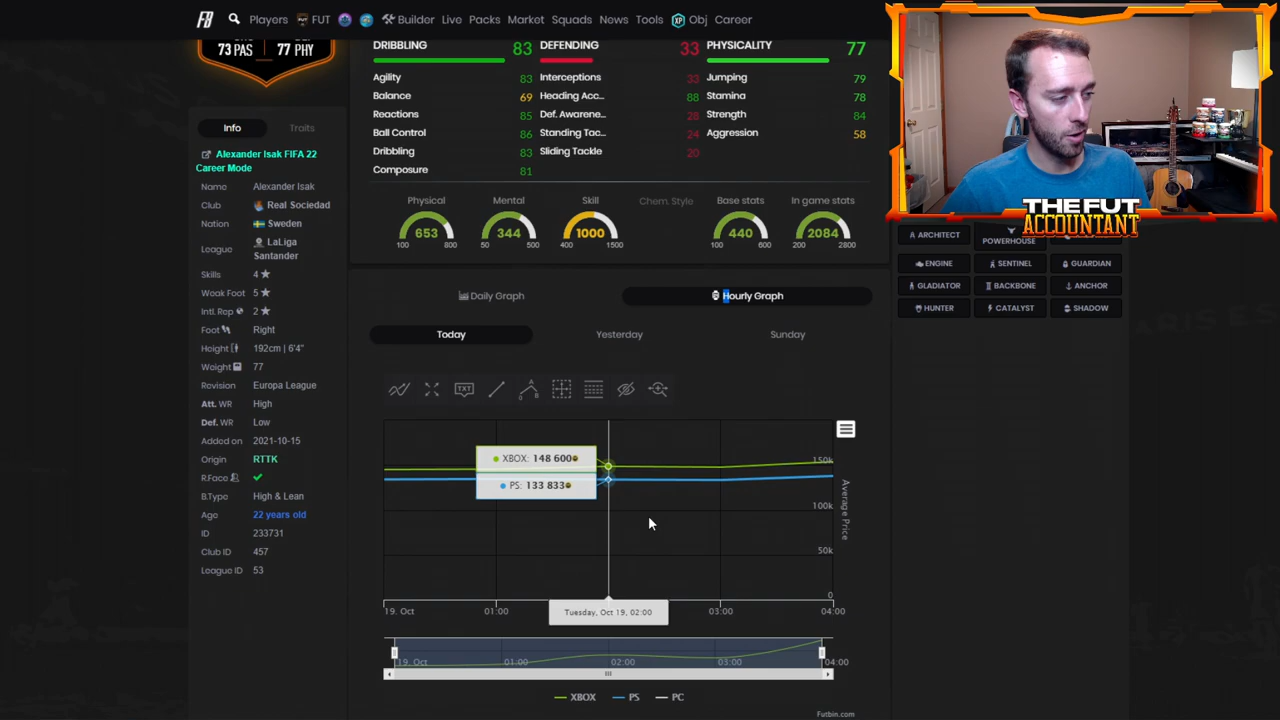 FB Players FUT Builder Live Packs Market Squads News Tools XP Obj Career
73 PAS 77 PHY
DRIBBLING 83 DEFENDING 33 PHYSICALITY 77
Agility 83 Interceptions 33 Jumping 79
Balance 69 Heading Acc... 88 Stamina 78
Reactions 85 Def. Awarene... 28 Strength 84
Ball Control 86 Standing Tac... 24 Aggression 58
Dribbling 83 Sliding Tackle 20
Composure 81
Info Traits
Alexander Isak FIFA 22
Career Mode
Name Alexander Isak
Club Real Sociedad
Nation Sweden
League LaLiga
Santander
Skills 4★
Weak Foot 5★
Intl. Rep 2★
Foot Right
Height 192cm | 6'4"
Weight 77
Revision Europa League
Att. WR High
Def. WR Low
Added on 2021-10-15
Origin RTTK
R.Face
B.Type High & Lean
Age 22 years old
ID 233731
Club ID 457
League ID 53
Physical Mental Skill Chem. Style Base stats In game stats
653 344 1000 440 2084
100 800 50 500 400 1500 100 600 200 2800
Daily Graph Hourly Graph
Today Yesterday Sunday
TXT
XBOX: 148 600
PS: 133 833
150k
100k
50k
0
Average Price
19. Oct 01:00 03:00 04:00
Tuesday, Oct 19, 02:00
19. Oct 01:00 02:00 03:00 04:00
XBOX PS PC
Futbin.com
THE FUT
ACCOUNTANT
ARCHITECT POWERHOUSE
ENGINE SENTINEL GUARDIAN
GLADIATOR BACKBONE ANCHOR
HUNTER CATALYST SHADOW